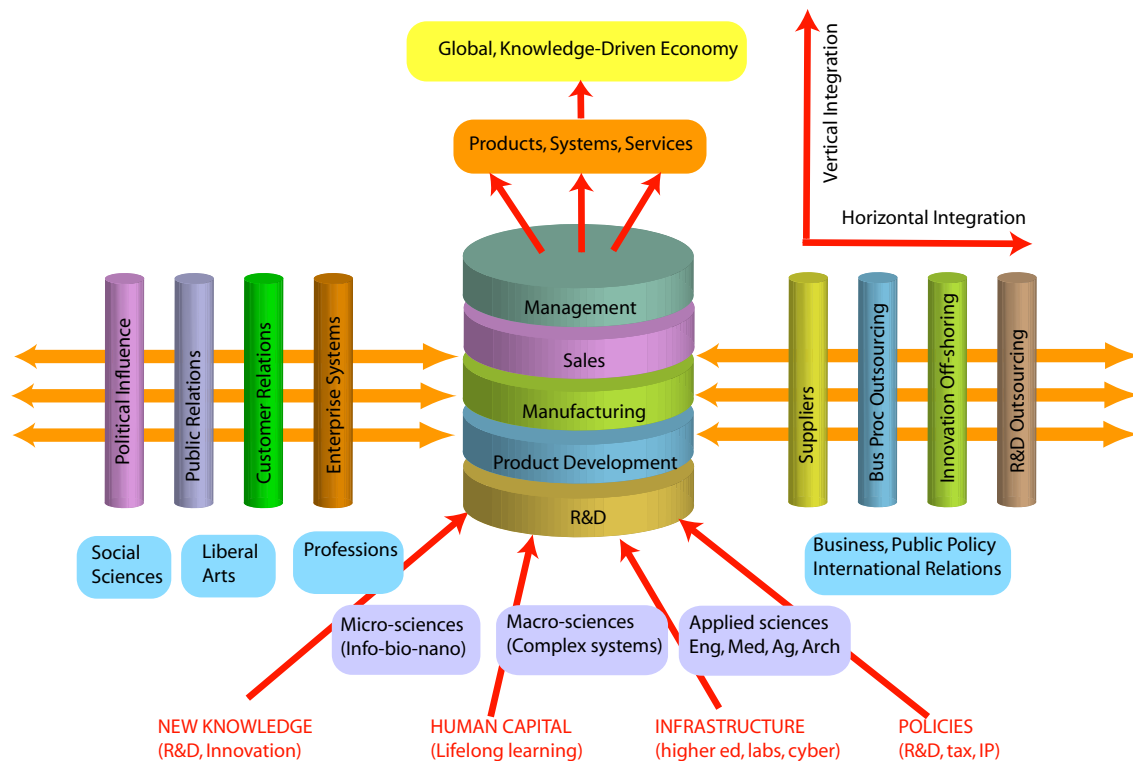 Global, Knowledge-Driven Economy
Products, Systems, Services
Vertical Integration
Horizontal Integration
Political Influence
Public Relations
Customer Relations
Enterprise Systems
Management
Sales
Manufacturing
Product Development
R&D
Suppliers
Bus Proc Outsourcing
Innovation Off-shoring
R&D Outsourcing
Social
Sciences
Liberal
Arts
Professions
Business, Public Policy
International Relations
Micro-sciences
(Info-bio-nano)
Macro-sciences
(Complex systems)
Applied sciences
Eng, Med, Ag, Arch
NEW KNOWLEDGE
(R&D, Innovation)
HUMAN CAPITAL
(Lifelong learning)
INFRASTRUCTURE
(higher ed, labs, cyber)
POLICIES
(R&D, tax, IP)